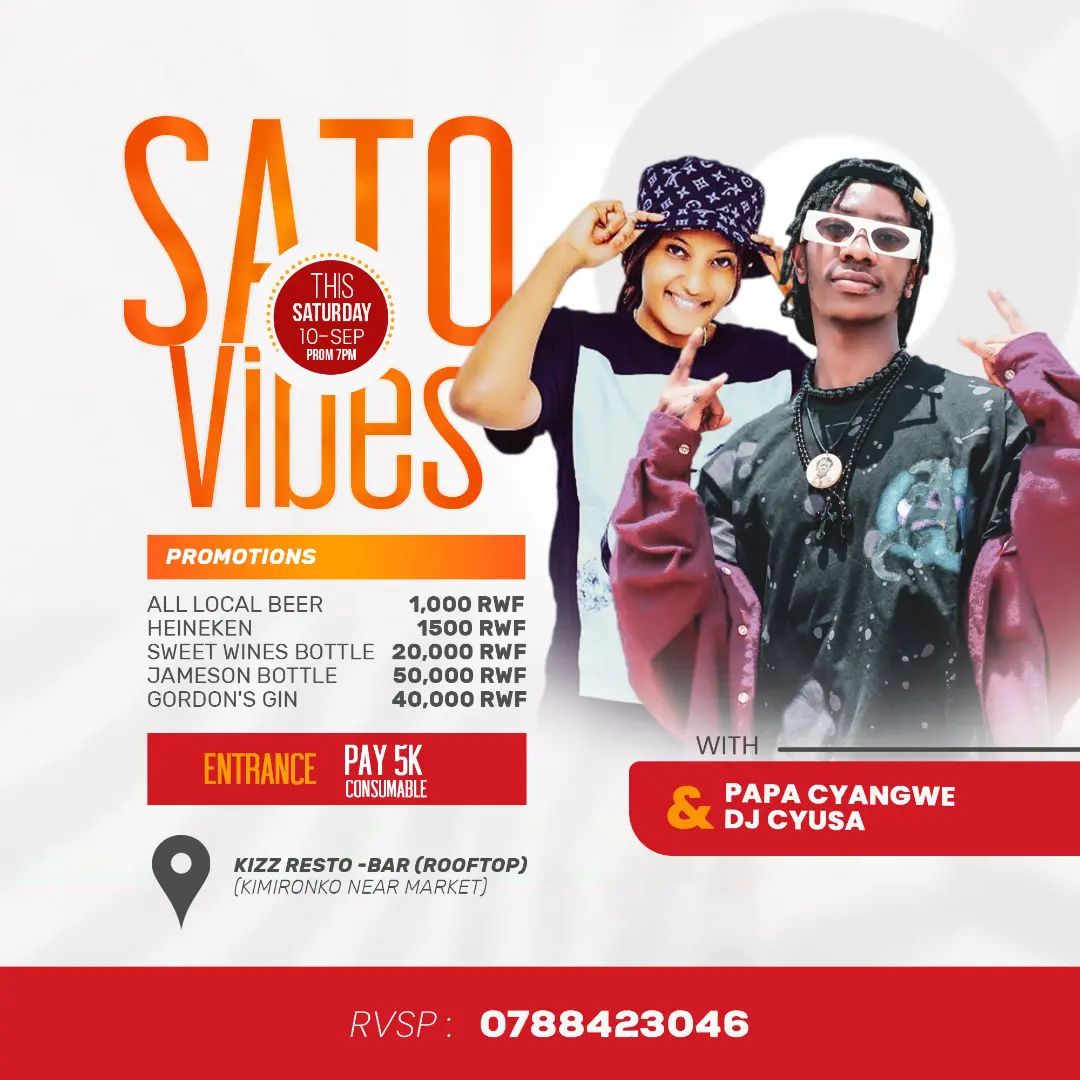 SATO
Vibes
THIS
SATURDAY
10-SEP
PROM 7PM
PROMOTIONS
ALL LOCAL BEER 1,000 RWF
HEINEKEN 1500 RWF
SWEET WINES BOTTLE 20,000 RWF
JAMESON BOTTLE 50,000 RWF
GORDON'S GIN 40,000 RWF
ENTRANCE PAY 5K
CONSUMABLE
WITH
& PAPA CYANGWE
DJ CYUSA
KIZZ RESTO -BAR (ROOFTOP)
(KIMIRONKO NEAR MARKET)
RVSP : 0788423046